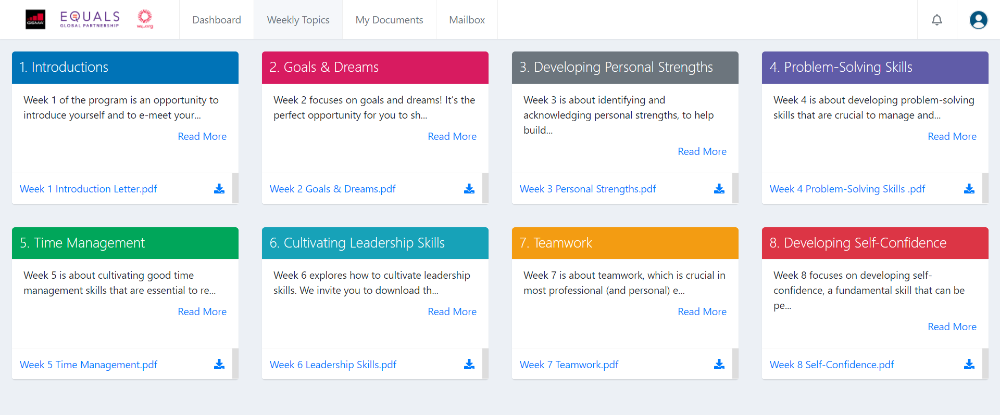 GSMA
EQUALS
GLOBAL PARTNERSHIP
w4.org
Dashboard
Weekly Topics
My Documents
Mailbox
1. Introductions
Week 1 of the program is an opportunity to
introduce yourself and to e-meet your...
Read More
Week 1 Introduction Letter.pdf
2. Goals & Dreams
Week 2 focuses on goals and dreams! It’s the
perfect opportunity for you to sh...
Read More
Week 2 Goals & Dreams.pdf
3. Developing Personal Strengths
Week 3 is about identifying and
acknowledging personal strengths, to help
build...
Read More
Week 3 Personal Strengths.pdf
4. Problem-Solving Skills
Week 4 is about developing problem-solving
skills that are crucial to manage and...
Read More
Week 4 Problem-Solving Skills .pdf
5. Time Management
Week 5 is about cultivating good time
management skills that are essential to re...
Read More
Week 5 Time Management.pdf
6. Cultivating Leadership Skills
Week 6 explores how to cultivate leadership
skills. We invite you to download th...
Read More
Week 6 Leadership Skills.pdf
7. Teamwork
Week 7 is about teamwork, which is crucial in
most professional (and personal) e...
Read More
Week 7 Teamwork.pdf
8. Developing Self-Confidence
Week 8 focuses on developing self-
confidence, a fundamental skill that can be
pe...
Read More
Week 8 Self-Confidence.pdf